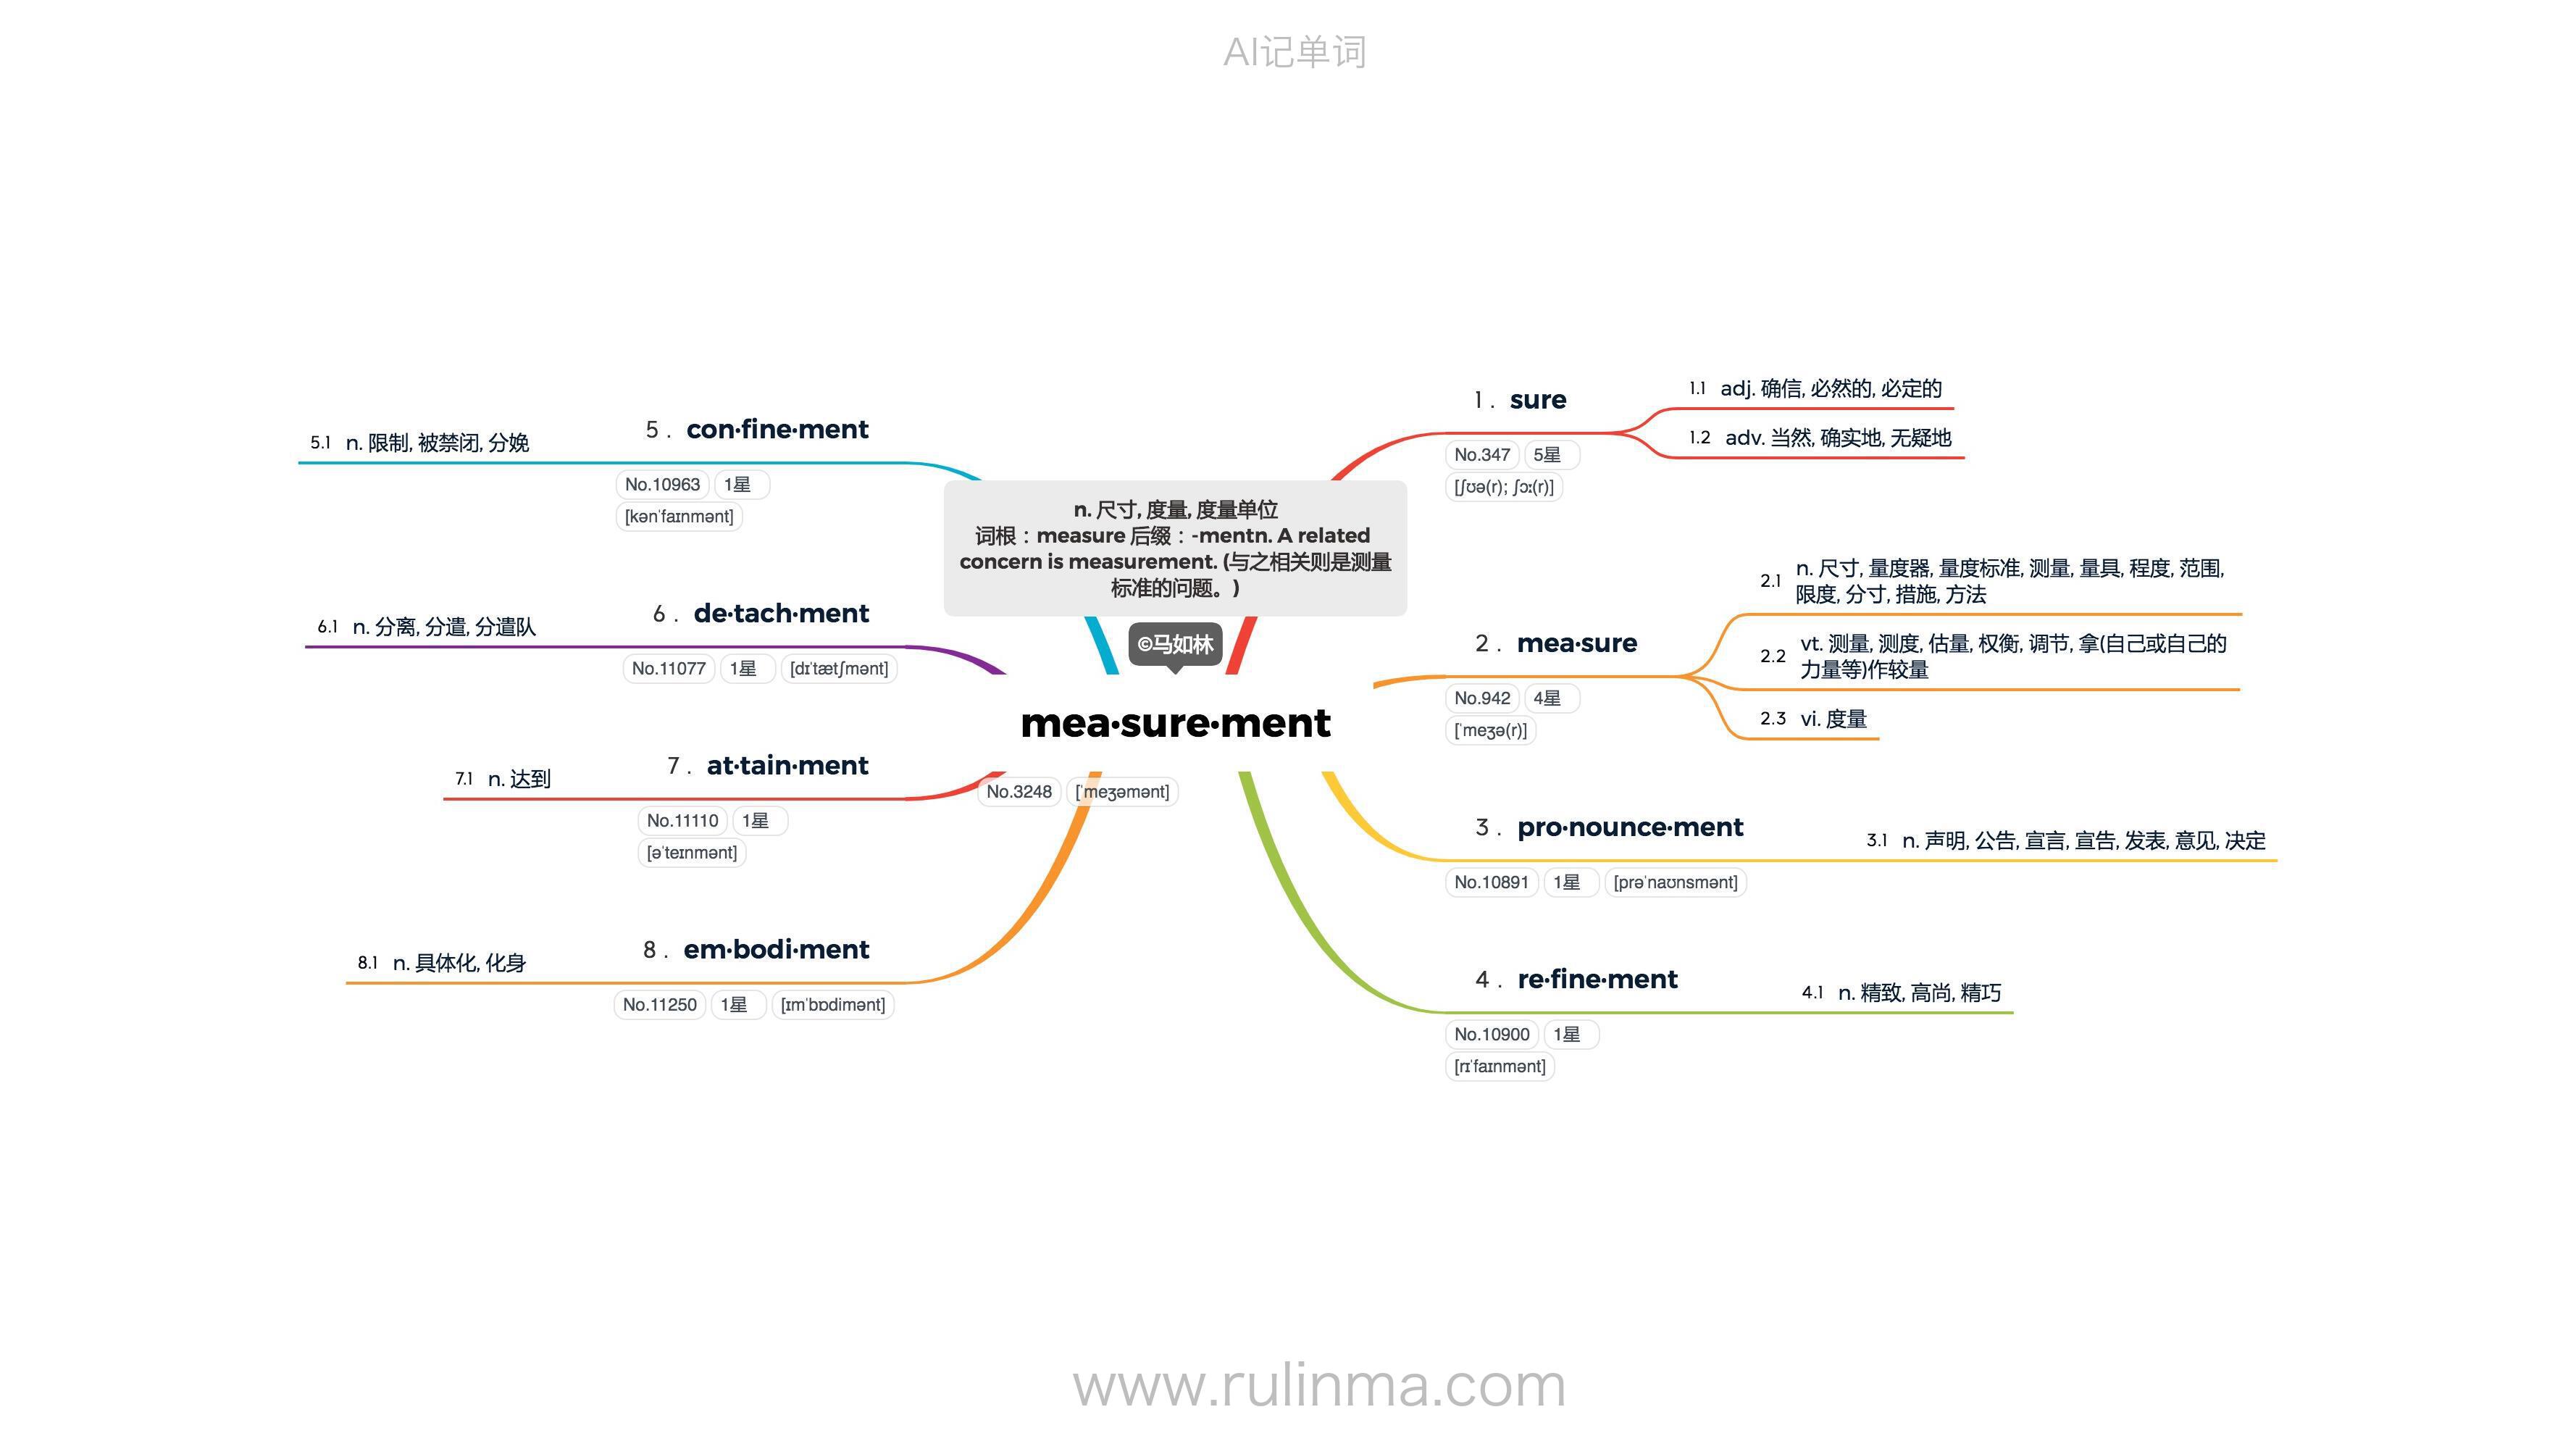 AI记单词
n. 尺寸, 度量, 度量单位
词根：measure 后缀：-mentn. A related
concern is measurement. (与之相关则是测量
标准的问题。)
©马如林
mea·sure·ment
No.3248 [ˈmeʒəmənt]
1. sure
No.347 5星
[ʃʊə(r); ʃɔː(r)]
1.1 adj. 确信, 必然的, 必定的
1.2 adv. 当然, 确实地, 无疑地
2. mea·sure
No.942 4星
[ˈmeʒə(r)]
2.1 n. 尺寸, 量度器, 量度标准, 测量, 量具, 程度, 范围,
限度, 分寸, 措施, 方法
2.2 vt. 测量, 测度, 估量, 权衡, 调节, 拿(自己或自己的
力量等)作较量
2.3 vi. 度量
3. pro·nounce·ment
No.10891 1星 [prəˈnaʊnsmənt]
3.1 n. 声明, 公告, 宣言, 宣告, 发表, 意见, 决定
4. re·fine·ment
No.10900 1星
[rɪˈfaɪnmənt]
4.1 n. 精致, 高尚, 精巧
5. con·fine·ment
No.10963 1星
[kənˈfaɪnmənt]
5.1 n. 限制, 被禁闭, 分娩
6. de·tach·ment
No.11077 1星 [dɪˈtætʃmənt]
6.1 n. 分离, 分遣, 分遣队
7. at·tain·ment
No.11110 1星
[əˈteɪnmənt]
7.1 n. 达到
8. em·bodi·ment
No.11250 1星 [ɪmˈbɒdimənt]
8.1 n. 具体化, 化身
www.rulinma.com